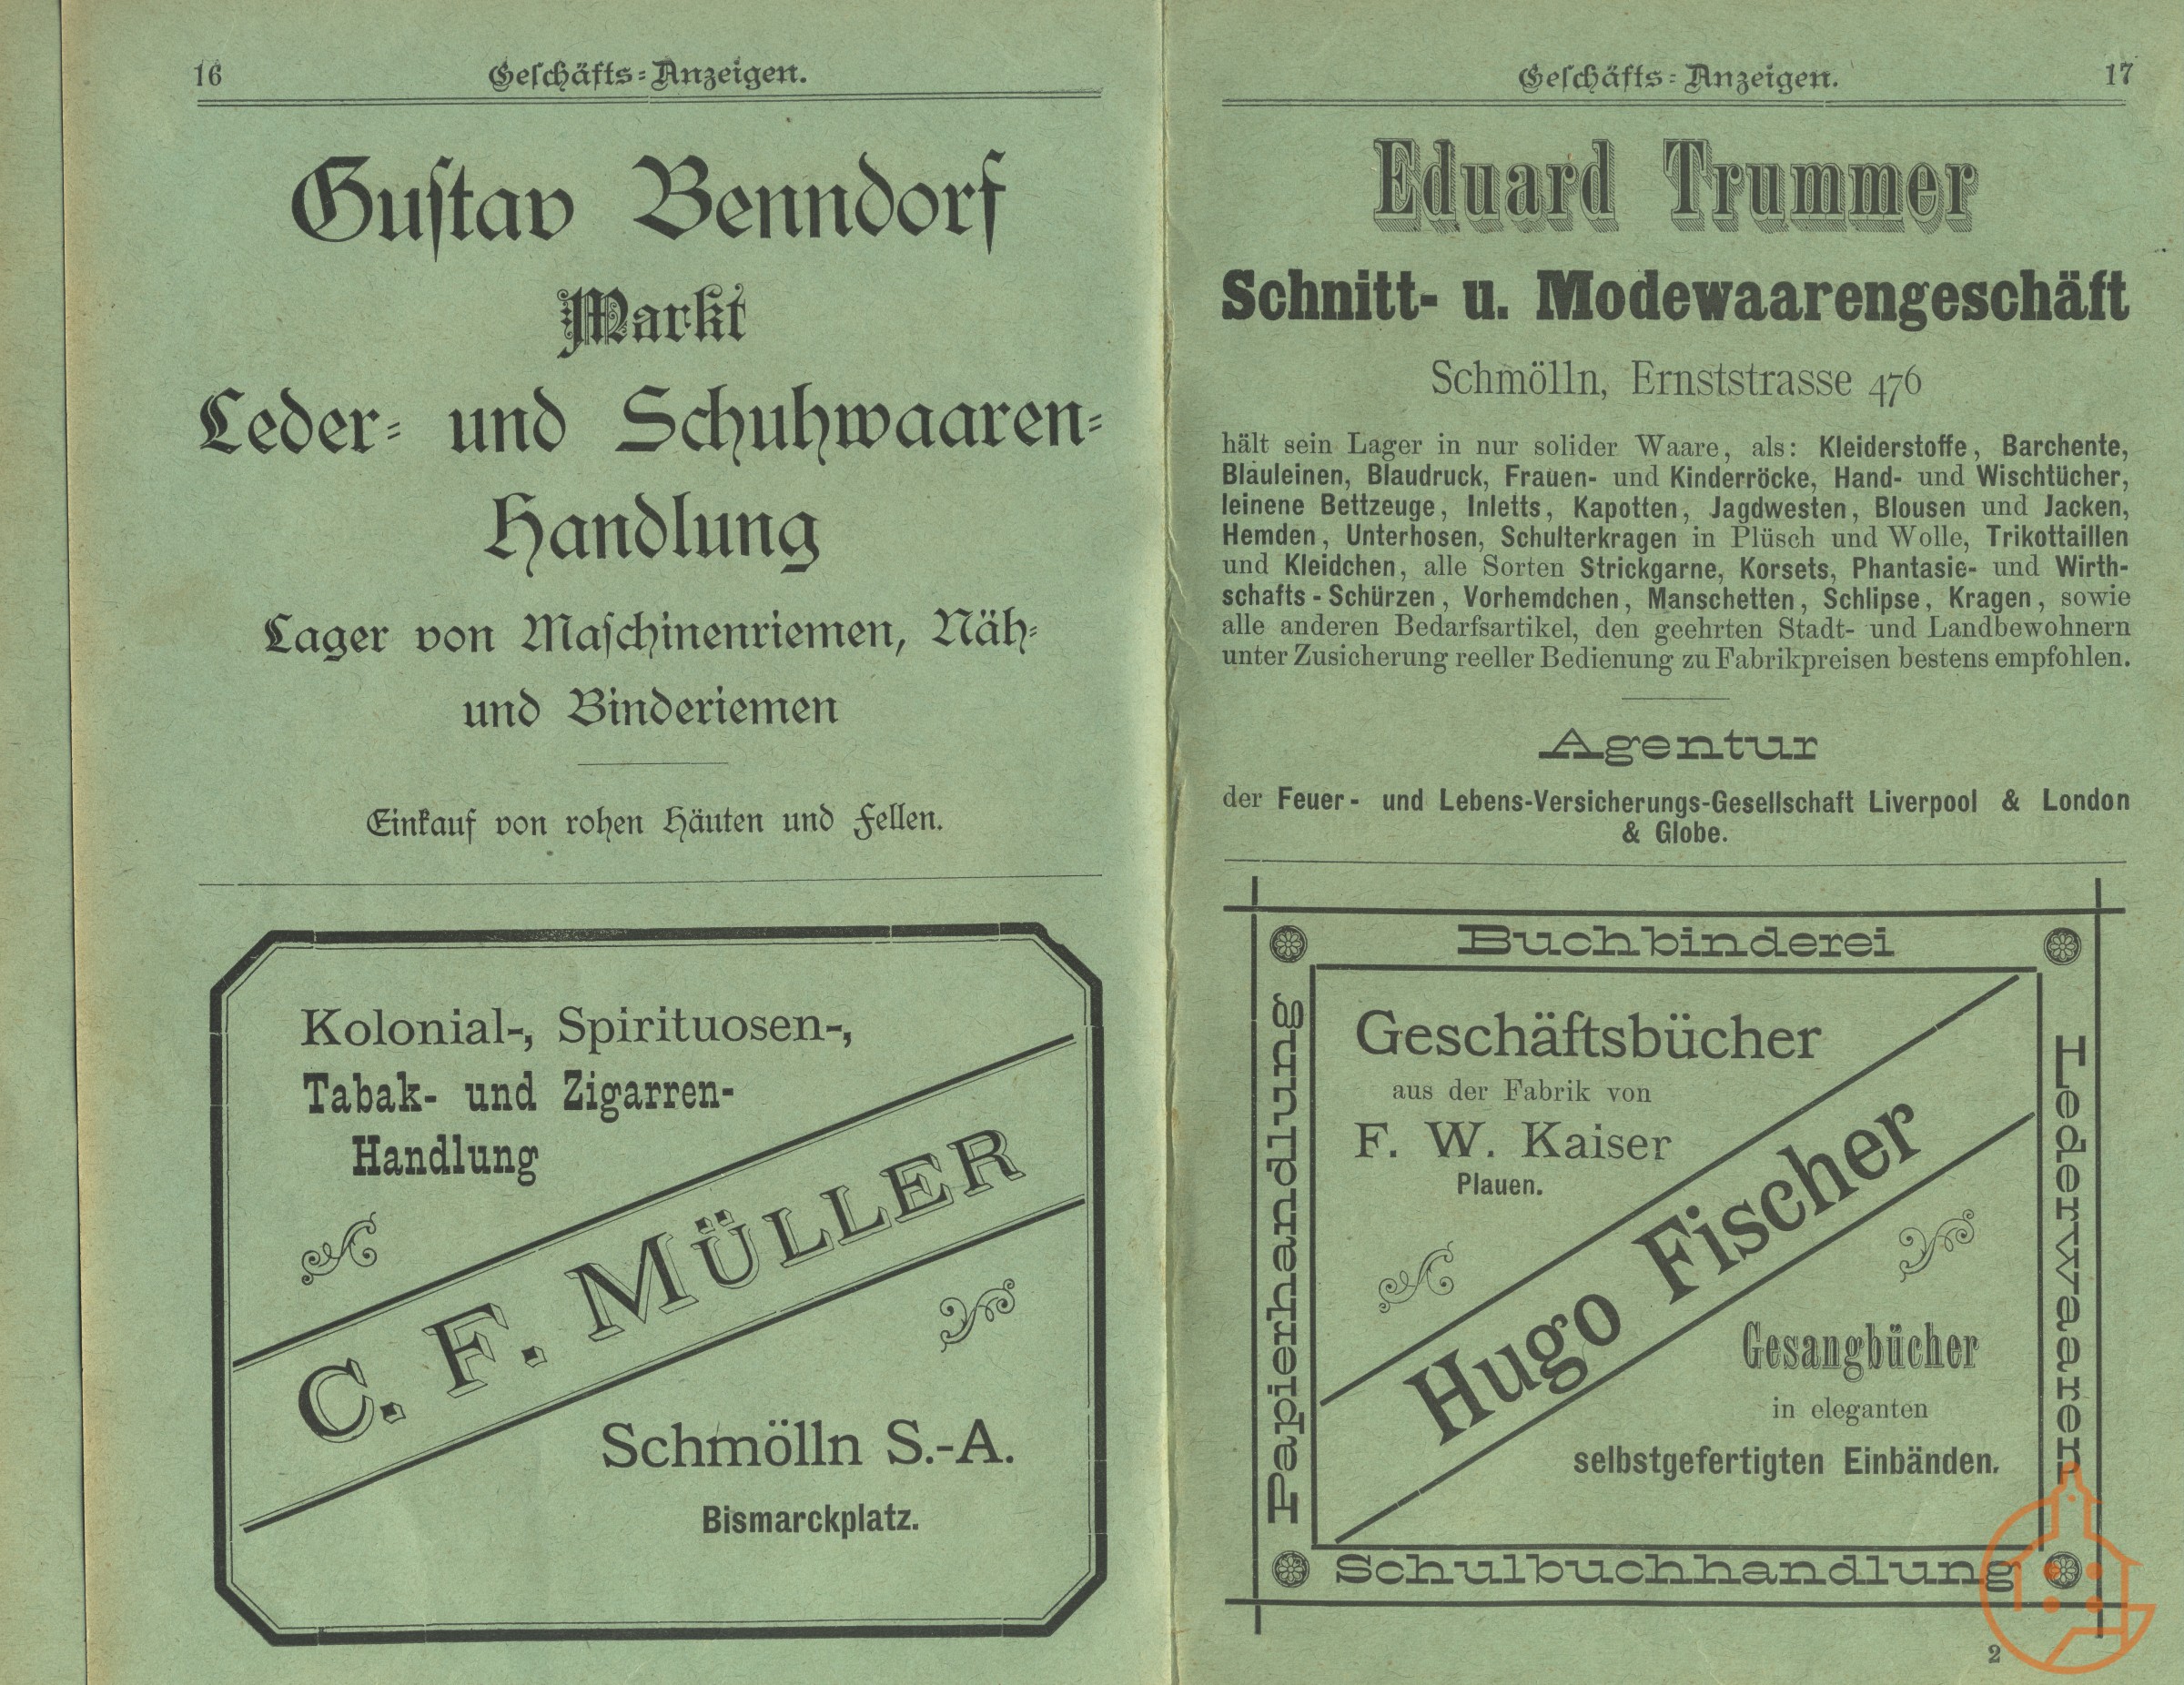 16
Geſchäfts-Anzeigen.
Guſtav Benndorf
Markt
Leder- und Schuhwaaren-
Handlung
Lager von Maſchinenriemen, Näh-
und Binderiemen
Einkauf von rohen Häuten und Fellen.
Kolonial-, Spirituosen-,
Tabak- und Zigarren-
Handlung
C. F. MÜLLER
Schmölln S.-A.
Bismarckplatz.
Geſchäfts-Anzeigen.
17
Eduard Trummer
Schnitt- u. Modewaarengeschäft
Schmölln, Ernststrasse 476
hält sein Lager in nur solider Waare, als: Kleiderstoffe, Barchente,
Blauleinen, Blaudruck, Frauen- und Kinderröcke, Hand- und Wischtücher,
leinene Bettzeuge, Inletts, Kapotten, Jagdwesten, Blousen und Jacken,
Hemden, Unterhosen, Schulterkragen in Plüsch und Wolle, Trikottaillen
und Kleidchen, alle Sorten Strickgarne, Korsets, Phantasie- und Wirth-
schafts-Schürzen, Vorhemdchen, Manschetten, Schlipse, Kragen, sowie
alle anderen Bedarfsartikel, den geehrten Stadt- und Landbewohnern
unter Zusicherung reeller Bedienung zu Fabrikpreisen bestens empfohlen.
Agentur
der Feuer- und Lebens-Versicherungs-Gesellschaft Liverpool & London
& Globe.
Buchbinderei
Papierhandlung
Geschäftsbücher
aus der Fabrik von
F. W. Kaiser
Plauen.
Hugo Fischer
Gesangbücher
in eleganten
selbstgefertigten Einbänden.
Lederwaaren
Schulbuchhandlung
2